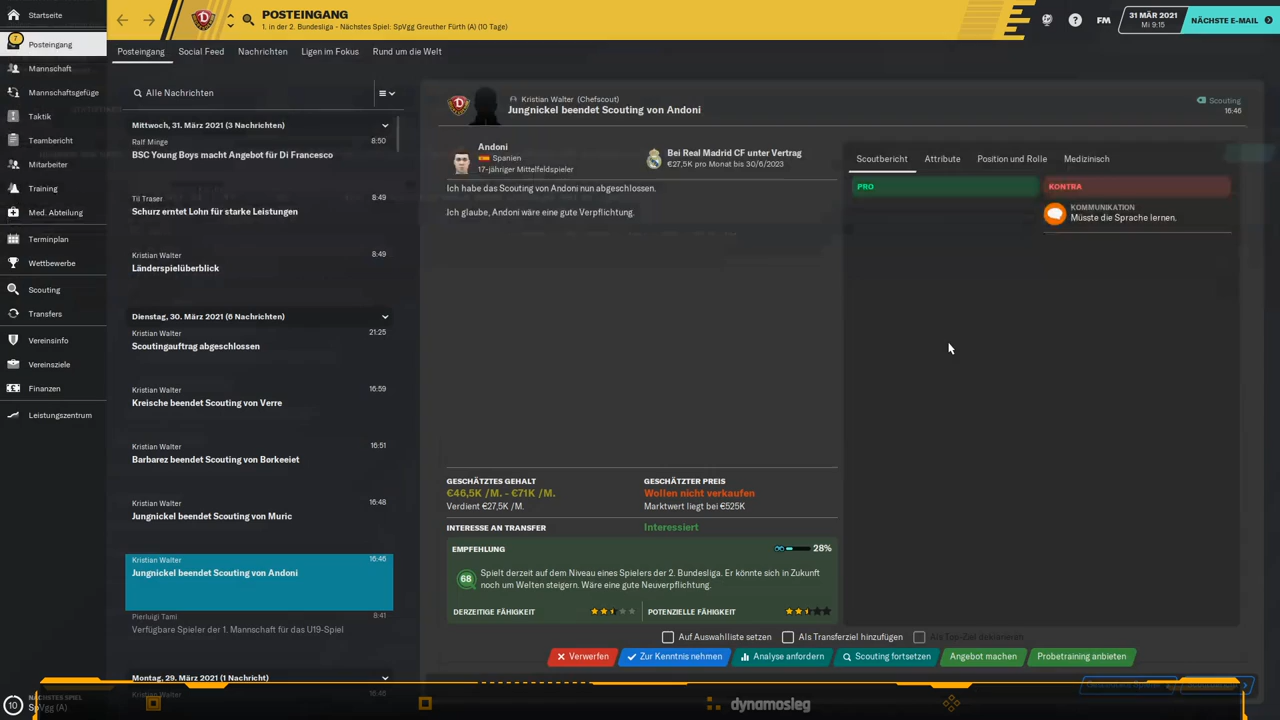 Startseite
7
Posteingang
Mannschaft
Mannschaftsgefüge
Taktik
Teambericht
Mitarbeiter
Training
Med. Abteilung
Terminplan
Wettbewerbe
Scouting
Transfers
Vereinsinfo
Vereinsziele
Finanzen
Leistungszentrum
POSTEINGANG
1. in der 2. Bundesliga - Nächstes Spiel: SpVgg Greuther Fürth (A) (10 Tage)
FM
31 MÄR 2021
Mi 9:15
NÄCHSTE E-MAIL
Posteingang
Social Feed
Nachrichten
Ligen im Fokus
Rund um die Welt
Alle Nachrichten
Mittwoch, 31. März 2021 (3 Nachrichten)
Ralf Minge 8:50
BSC Young Boys macht Angebot für Di Francesco
Til Traser 8:49
Schurz erntet Lohn für starke Leistungen
Kristian Walter 8:49
Länderspielüberblick
Dienstag, 30. März 2021 (6 Nachrichten)
Kristian Walter 21:25
Scoutingauftrag abgeschlossen
Kristian Walter 16:59
Kreische beendet Scouting von Verre
Kristian Walter 16:51
Barbarez beendet Scouting von Børkeeiet
Kristian Walter 16:48
Jungnickel beendet Scouting von Muric
Kristian Walter 16:46
Jungnickel beendet Scouting von Andoni
Pierluigi Tami 8:41
Verfügbare Spieler der 1. Mannschaft für das U19-Spiel
Montag, 29. März 2021 (1 Nachricht)
Kristian Walter 16:45
Kristian Walter (Chefscout)
Jungnickel beendet Scouting von Andoni
Scouting
16:46
Andoni
Spanien
17-jähriger Mittelfeldspieler
Bei Real Madrid CF unter Vertrag
€27,5K pro Monat bis 30/6/2023
Ich habe das Scouting von Andoni nun abgeschlossen.
Ich glaube, Andoni wäre eine gute Verpflichtung.
Scoutbericht
Attribute
Position und Rolle
Medizinisch
PRO
KONTRA
KOMMUNIKATION
Müsste die Sprache lernen.
GESCHÄTZTES GEHALT
€46,5K /M. - €71K /M.
Verdient €27,5K /M.
GESCHÄTZTER PREIS
Wollen nicht verkaufen
Marktwert liegt bei €525K
INTERESSE AN TRANSFER
Interessiert
EMPFEHLUNG
28%
68
Spielt derzeit auf dem Niveau eines Spielers der 2. Bundesliga. Er könnte sich in Zukunft
noch um Welten steigern. Wäre eine gute Neuverpflichtung.
DERZEITIGE FÄHIGKEIT
POTENZIELLE FÄHIGKEIT
Auf Auswahlliste setzen
Als Transferziel hinzufügen
Als Top-Ziel deklarieren
Verwerfen
Zur Kenntnis nehmen
Analyse anfordern
Scouting fortsetzen
Angebot machen
Probetraining anbieten
10
NÄCHSTES SPIEL
SpVgg (A)
dynamosleg